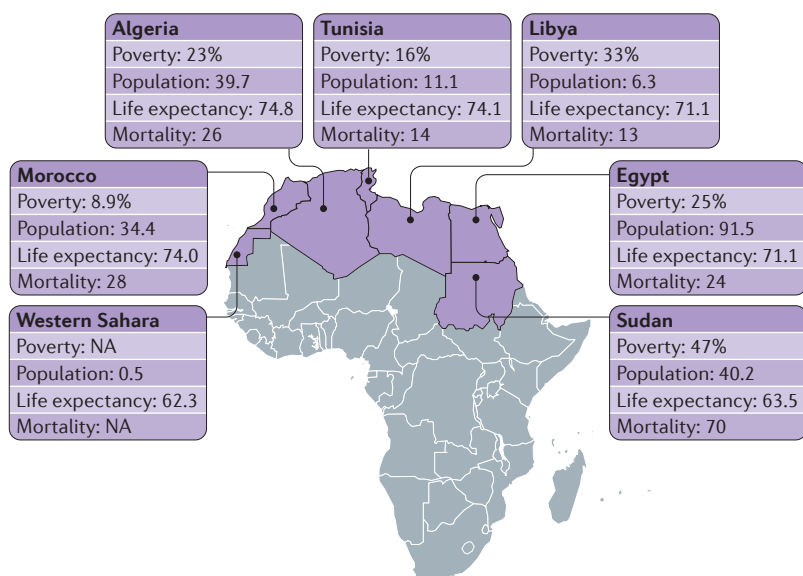 Algeria
Poverty: 23%
Population: 39.7
Life expectancy: 74.8
Mortality: 26
Tunisia
Poverty: 16%
Population: 11.1
Life expectancy: 74.1
Mortality: 14
Libya
Poverty: 33%
Population: 6.3
Life expectancy: 71.1
Mortality: 13
Morocco
Poverty: 8.9%
Population: 34.4
Life expectancy: 74.0
Mortality: 28
Egypt
Poverty: 25%
Population: 91.5
Life expectancy: 71.1
Mortality: 24
Western Sahara
Poverty: NA
Population: 0.5
Life expectancy: 62.3
Mortality: NA
Sudan
Poverty: 47%
Population: 40.2
Life expectancy: 63.5
Mortality: 70